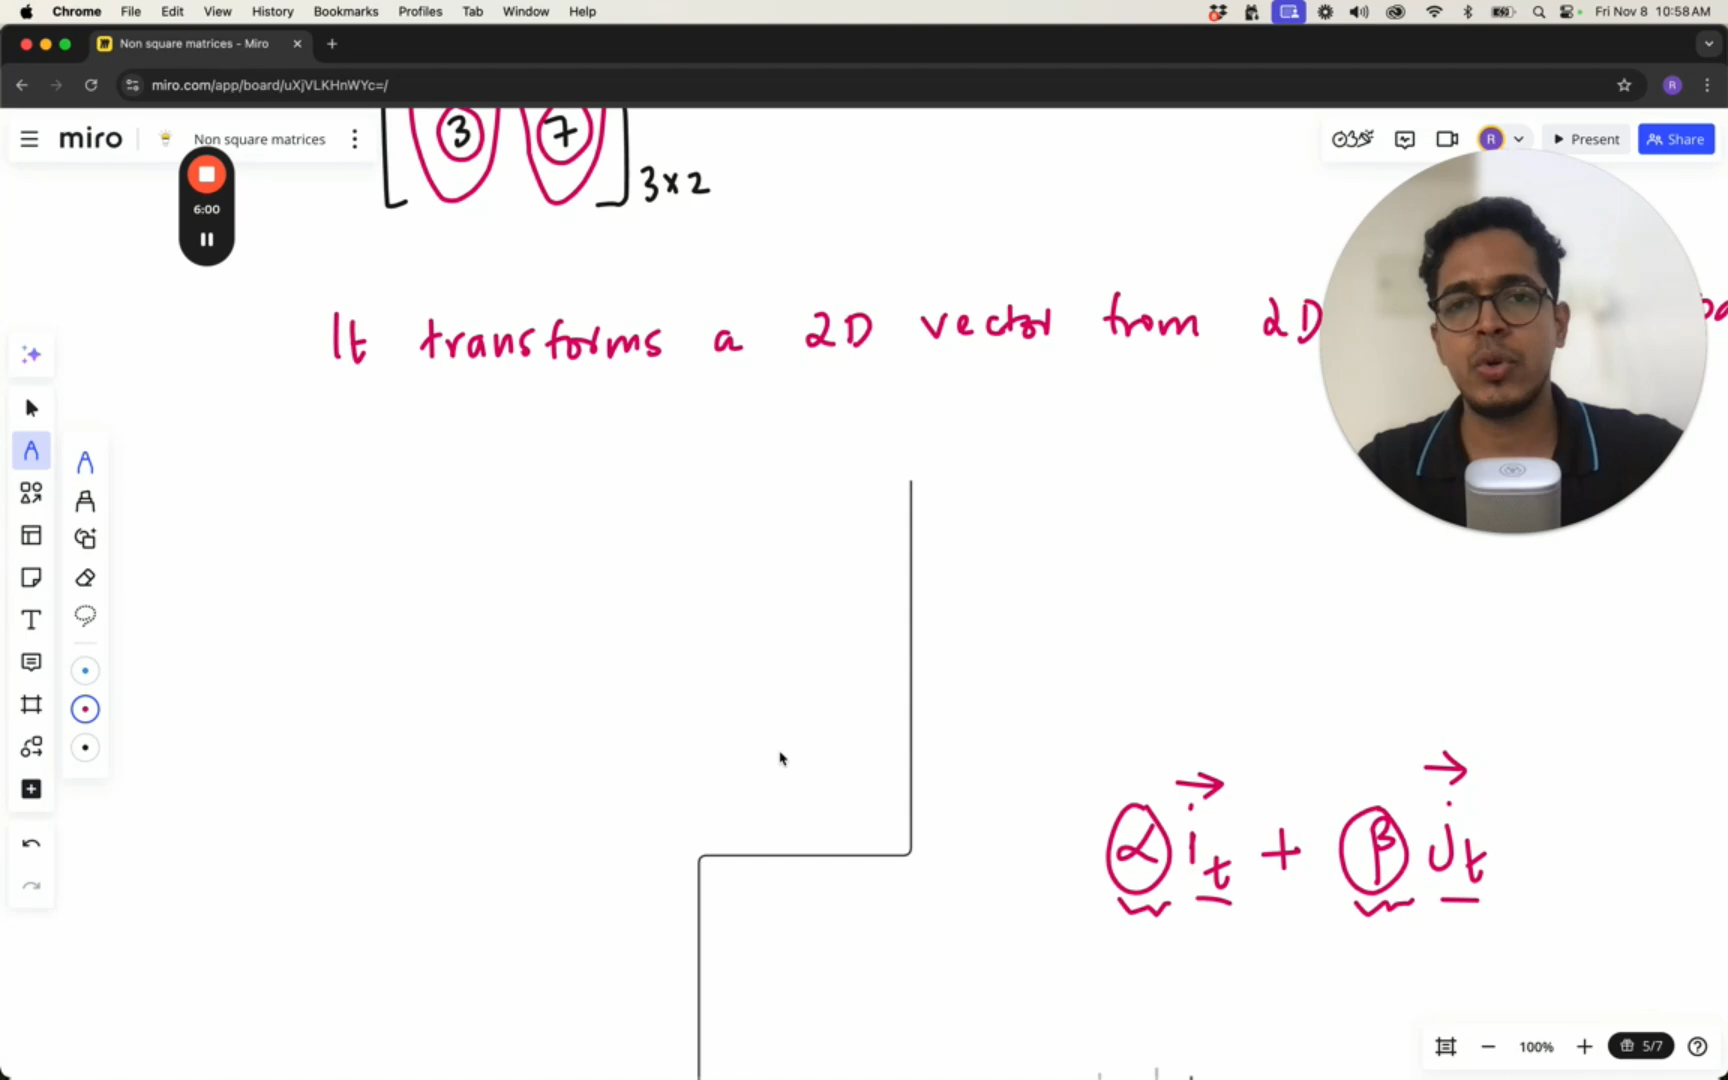 Chrome File Edit View History Bookmarks Profiles Tab Window Help Fri Nov 8 10:58 AM
Non square matrices - Miro
miro.com/app/board/uXjVLKHnWYc=/
miro Non square matrices R Present Share
3 7
3x2
6:00
It transforms a 2D vector from 2D
α i t + β j t
100% 5/7